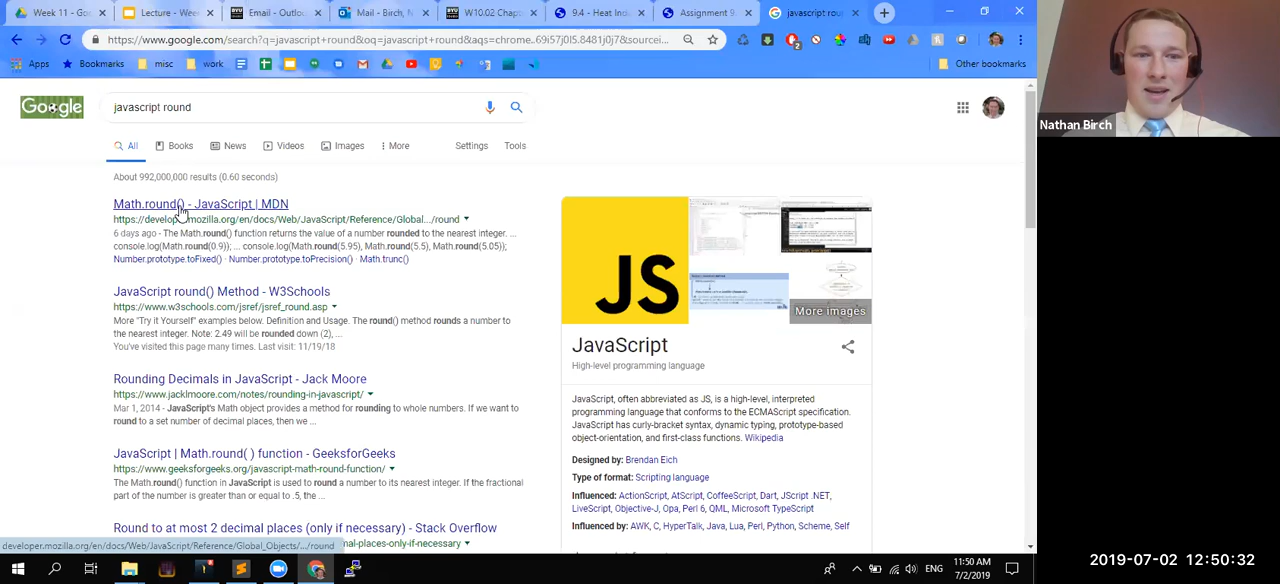 Week 11 - Go
Lecture - Wee
Email - Outlo
Mail - Birch, N
W10.02 Chapt
9.4 - Heat Ind
Assignment 9.
javascript rou
https://www.google.com/search?q=javascript+round&oq=javascript+round&aqs=chrome..69i57j0l5.8481j0j7&sourcei...
Apps
Bookmarks
misc
work
Other bookmarks
Google
javascript round
All
Books
News
Videos
Images
More
Settings
Tools
About 992,000,000 results (0.60 seconds)
Math.round() - JavaScript | MDN
6 days ago - The Math.round() function returns the value of a number rounded to the nearest integer. ...
console.log(Math.round(0.9)); ... console.log(Math.round(5.95), Math.round(5.5), Math.round(5.05));
Number.prototype.toFixed() · Number.prototype.toPrecision() · Math.trunc()
JavaScript round() Method - W3Schools
https://www.w3schools.com/jsref/jsref_round.asp
More "Try It Yourself" examples below. Definition and Usage. The round() method rounds a number to
the nearest integer. Note: 2.49 will be rounded down (2), ...
You've visited this page many times. Last visit: 11/19/18
Rounding Decimals in JavaScript - Jack Moore
https://www.jacklmoore.com/notes/rounding-in-javascript/
Mar 1, 2014 - JavaScript's Math object provides a method for rounding to whole numbers. If we want to
round to a set number of decimal places, then we ...
JavaScript | Math.round( ) function - GeeksforGeeks
https://www.geeksforgeeks.org/javascript-math-round-function/
The Math.round() function in JavaScript is used to round a number to its nearest integer. If the fractional
part of the number is greater than or equal to .5, the ...
Round to at most 2 decimal places (only if necessary) - Stack Overflow
mal-places-only-if-necessary
developer.mozilla.org/en/docs/Web/JavaScript/Reference/Global_Objects/.../round
JS
More images
JavaScript
High-level programming language
JavaScript, often abbreviated as JS, is a high-level, interpreted
programming language that conforms to the ECMAScript specification.
JavaScript has curly-bracket syntax, dynamic typing, prototype-based
object-orientation, and first-class functions. Wikipedia
Designed by: Brendan Eich
Type of format: Scripting language
Influenced: ActionScript, AtScript, CoffeeScript, Dart, JScript .NET,
LiveScript, Objective-J, Opa, Perl 6, QML, Microsoft TypeScript
Influenced by: AWK, C, HyperTalk, Java, Lua, Perl, Python, Scheme, Self
ENG
11:50 AM
7/2/2019
Nathan Birch
2019-07-02 12:50:32